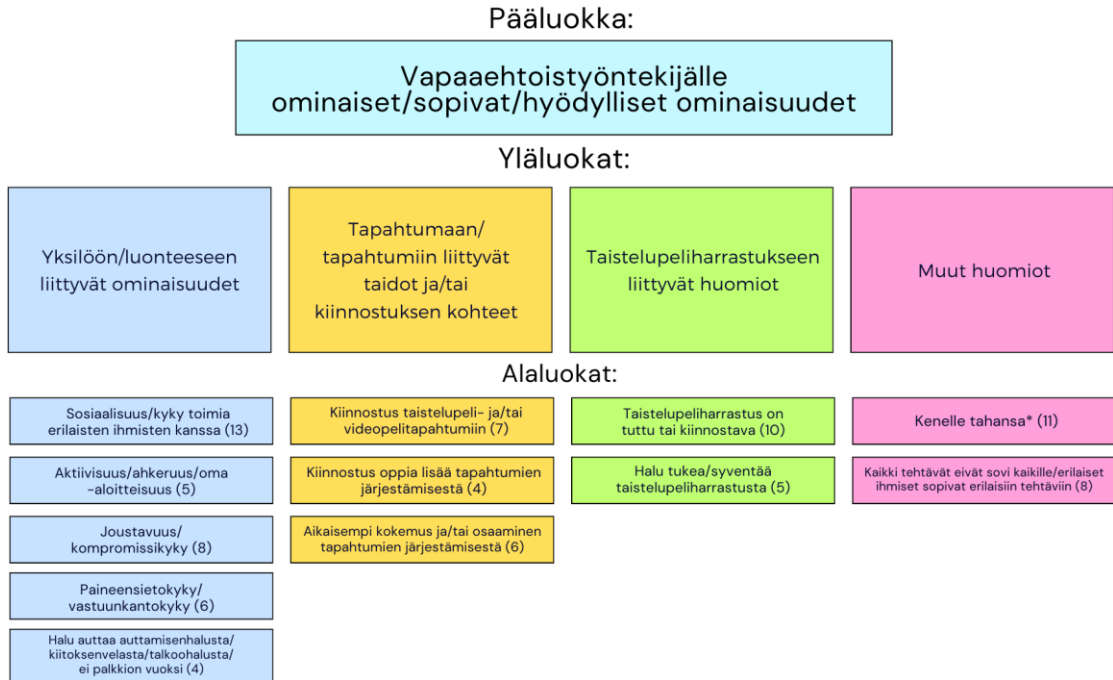 Pääluokka:
Vapaaehtoistyöntekijälle
ominaiset/sopivat/hyödylliset ominaisuudet
Yläluokat:
Yksilöön/luonteeseen
liittyvät ominaisuudet
Tapahtumaan/
tapahtumiin liittyvät
taidot ja/tai
kiinnostuksen kohteet
Taistelupeliharrastukseen
liittyvät huomiot
Muut huomiot
Alaluokat:
Sosiaalisuus/kyky toimia
erilaisten ihmisten kanssa (13)
Aktiivisuus/ahkeruus/oma
-aloitteisuus (5)
Joustavuus/
kompromissikyky (8)
Paineensietokyky/
vastuunkantokyky (6)
Halu auttaa auttamisenhalusta/
kiitoksenvelasta/talkoohalusta/
ei palkkion vuoksi (4)
Kiinnostus taistelupeli- ja/tai
videopelitapahtumiin (7)
Kiinnostus oppia lisää tapahtumien
järjestämisestä (4)
Aikaisempi kokemus ja/tai osaaminen
tapahtumien järjestämisestä (6)
Taistelupeliharrastus on
tuttu tai kiinnostava (10)
Halu tukea/syventää
taistelupeliharrastusta (5)
Kenelle tahansa* (11)
Kaikki tehtävät eivät sovi kaikille/erilaiset
ihmiset sopivat erilaisiin tehtäviin (8)